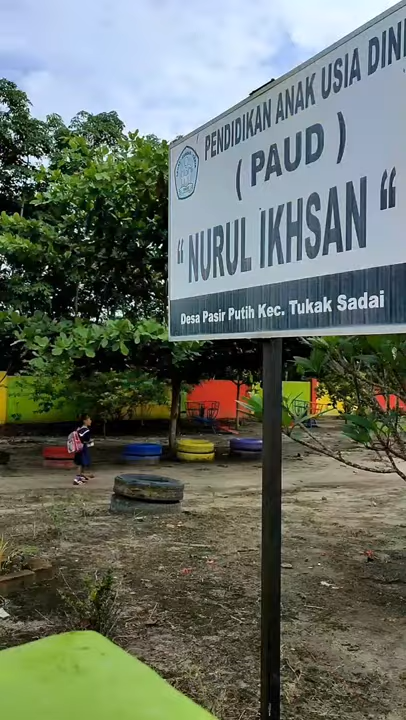 PENDIDIKAN ANAK USIA DINI
( PAUD )
“ NURUL IKHSAN “
Desa Pasir Putih Kec. Tukak Sadai